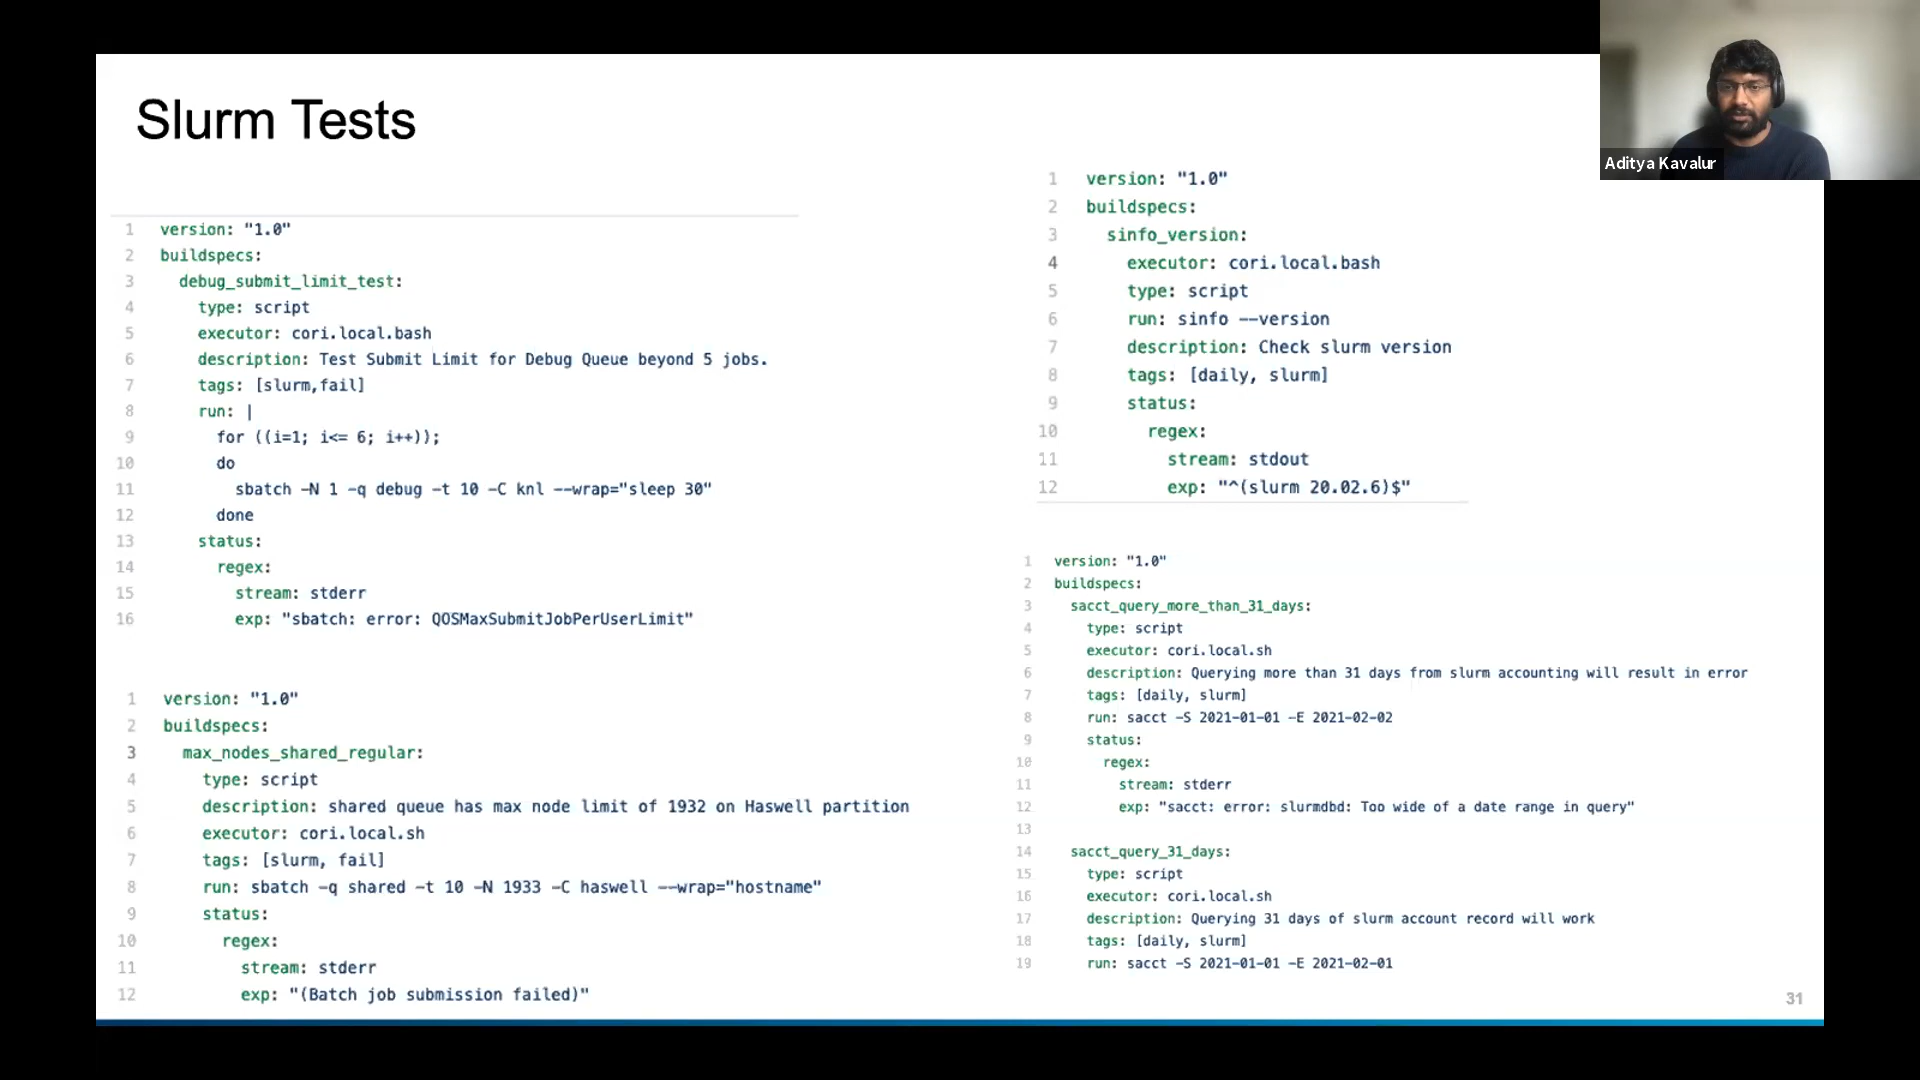 Slurm Tests
1 version: "1.0"
2 buildspecs:
3 debug_submit_limit_test:
4 type: script
5 executor: cori.local.bash
6 description: Test Submit Limit for Debug Queue beyond 5 jobs.
7 tags: [slurm,fail]
8 run: |
9 for ((i=1; i<= 6; i++));
10 do
11 sbatch -N 1 -q debug -t 10 -C knl --wrap="sleep 30"
12 done
13 status:
14 regex:
15 stream: stderr
16 exp: "sbatch: error: QOSMaxSubmitJobPerUserLimit"
1 version: "1.0"
2 buildspecs:
3 max_nodes_shared_regular:
4 type: script
5 description: shared queue has max node limit of 1932 on Haswell partition
6 executor: cori.local.sh
7 tags: [slurm, fail]
8 run: sbatch -q shared -t 10 -N 1933 -C haswell --wrap="hostname"
9 status:
10 regex:
11 stream: stderr
12 exp: "(Batch job submission failed)"
1 version: "1.0"
2 buildspecs:
3 sinfo_version:
4 executor: cori.local.bash
5 type: script
6 run: sinfo --version
7 description: Check slurm version
8 tags: [daily, slurm]
9 status:
10 regex:
11 stream: stdout
12 exp: "^(slurm 20.02.6)$"
1 version: "1.0"
2 buildspecs:
3 sacct_query_more_than_31_days:
4 type: script
5 executor: cori.local.sh
6 description: Querying more than 31 days from slurm accounting will result in error
7 tags: [daily, slurm]
8 run: sacct -S 2021-01-01 -E 2021-02-02
9 status:
10 regex:
11 stream: stderr
12 exp: "sacct: error: slurmdbd: Too wide of a date range in query"
13
14 sacct_query_31_days:
15 type: script
16 executor: cori.local.sh
17 description: Querying 31 days of slurm account record will work
18 tags: [daily, slurm]
19 run: sacct -S 2021-01-01 -E 2021-02-01
31
Aditya Kavalur